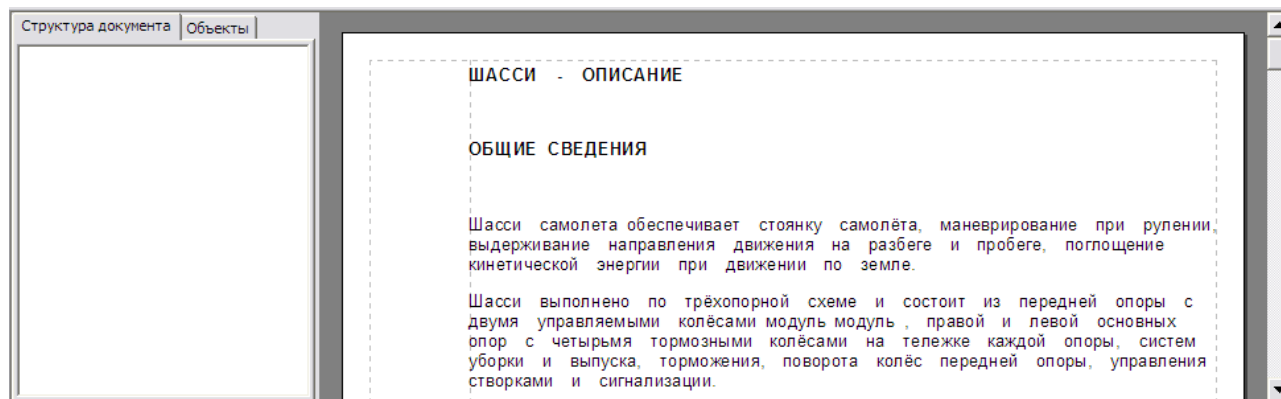 Структура документа Объекты
ШАССИ - ОПИСАНИЕ
ОБЩИЕ СВЕДЕНИЯ
Шасси самолета обеспечивает стоянку самолёта, маневрирование при рулении,
выдерживание направления движения на разбеге и пробеге, поглощение
кинетической энергии при движении по земле.
Шасси выполнено по трёхопорной схеме и состоит из передней опоры с
двумя управляемыми колёсами модуль модуль , правой и левой основных
опор с четырьмя тормозными колёсами на тележке каждой опоры, систем
уборки и выпуска, торможения, поворота колёс передней опоры, управления
створками и сигнализации.